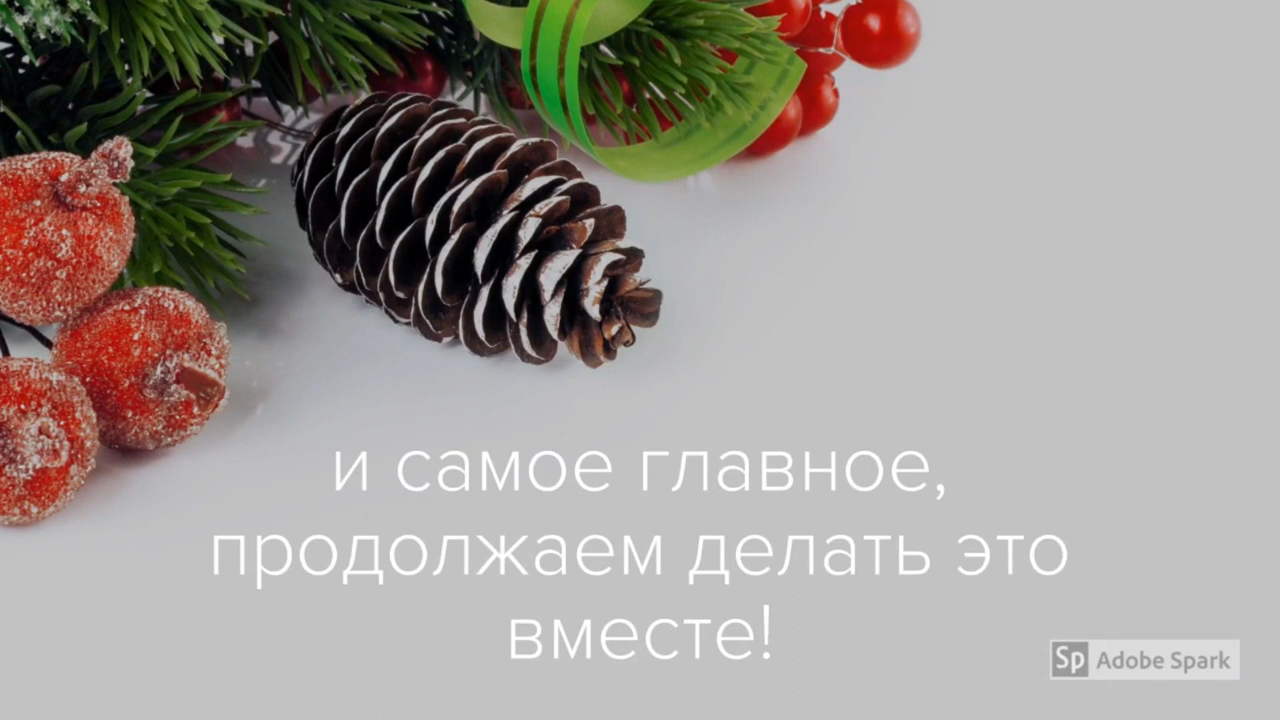 и самое главное,
продолжаем делать это
вместе!
Sp Adobe Spark